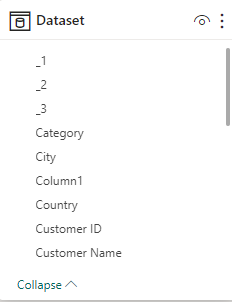 Dataset
_1
_2
_3
Category
City
Column1
Country
Customer ID
Customer Name
Collapse